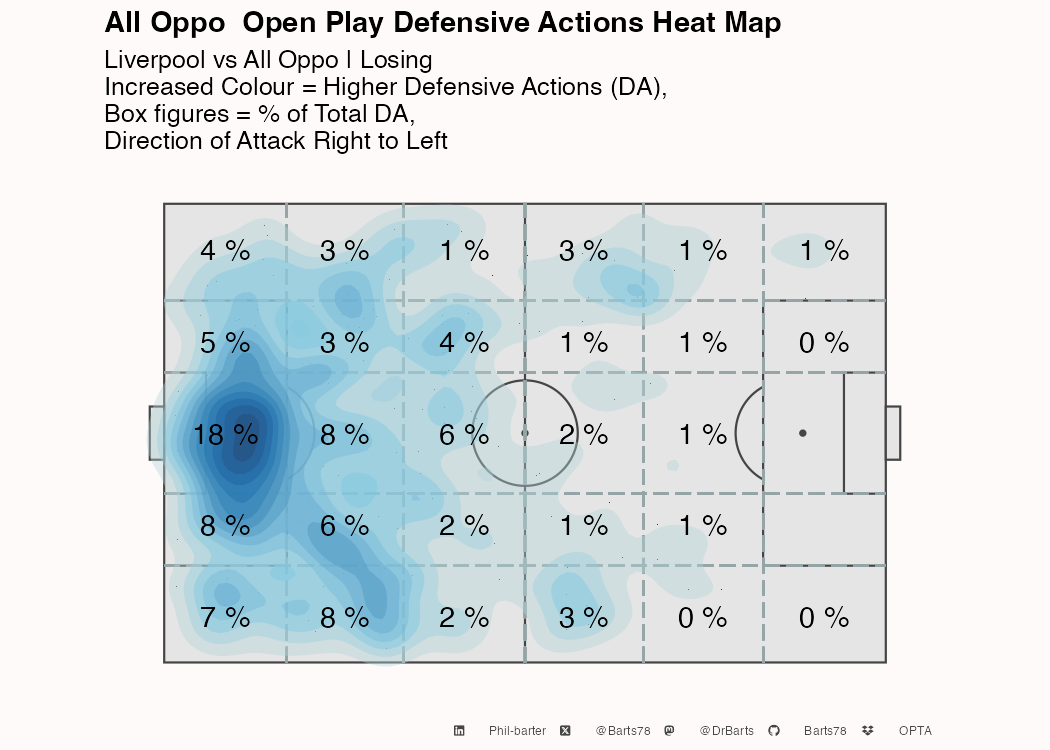 All Oppo  Open Play Defensive Actions Heat Map
Liverpool vs All Oppo | Losing
Increased Colour = Higher Defensive Actions (DA),
Box figures = % of Total DA,
Direction of Attack Right to Left
4 % 3 % 1 % 3 % 1 % 1 %
5 % 3 % 4 % 1 % 1 % 0 %
18 % 8 % 6 % 2 % 1 %
8 % 6 % 2 % 1 % 1 %
7 % 8 % 2 % 3 % 0 % 0 %
Phil-barter @Barts78 @DrBarts Barts78 OPTA